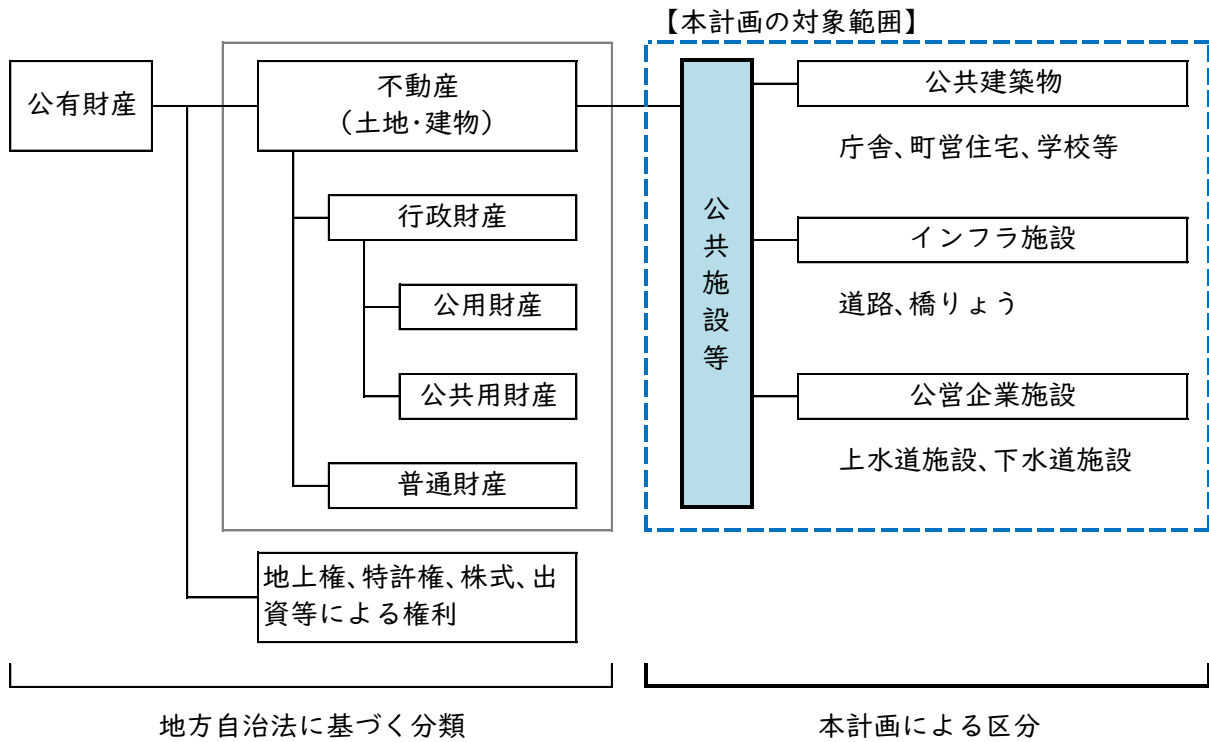 【本計画の対象範囲】
公有財産
不動産
（土地・建物）
行政財産
公用財産
公共用財産
普通財産
地上権、特許権、株式、出
資等による権利
公共施設等
公共建築物
庁舎、町営住宅、学校等
インフラ施設
道路、橋りょう
公営企業施設
上水道施設、下水道施設
地方自治法に基づく分類
本計画による区分